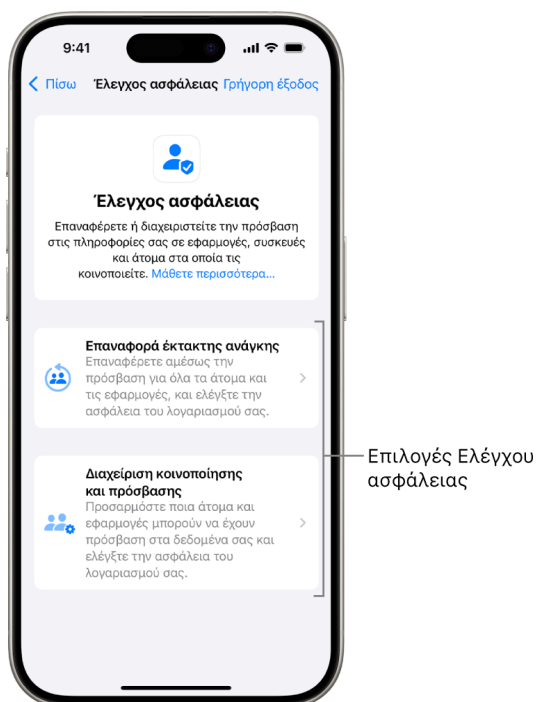 9:41
Πίσω Έλεγχος ασφάλειας Γρήγορη έξοδος
Έλεγχος ασφάλειας
Επαναφέρετε ή διαχειριστείτε την πρόσβαση
στις πληροφορίες σας σε εφαρμογές, συσκευές
και άτομα στα οποία τις
κοινοποιείτε. Μάθετε περισσότερα...
Επαναφορά έκτακτης ανάγκης
Επαναφέρετε αμέσως την
πρόσβαση για όλα τα άτομα και
τις εφαρμογές, και ελέγξτε την
ασφάλεια του λογαριασμού σας.
Διαχείριση κοινοποίησης
και πρόσβασης
Προσαρμόστε ποια άτομα και
εφαρμογές μπορούν να έχουν
πρόσβαση στα δεδομένα σας και
ελέγξτε την ασφάλεια του
λογαριασμού σας.
Επιλογές Ελέγχου
ασφάλειας